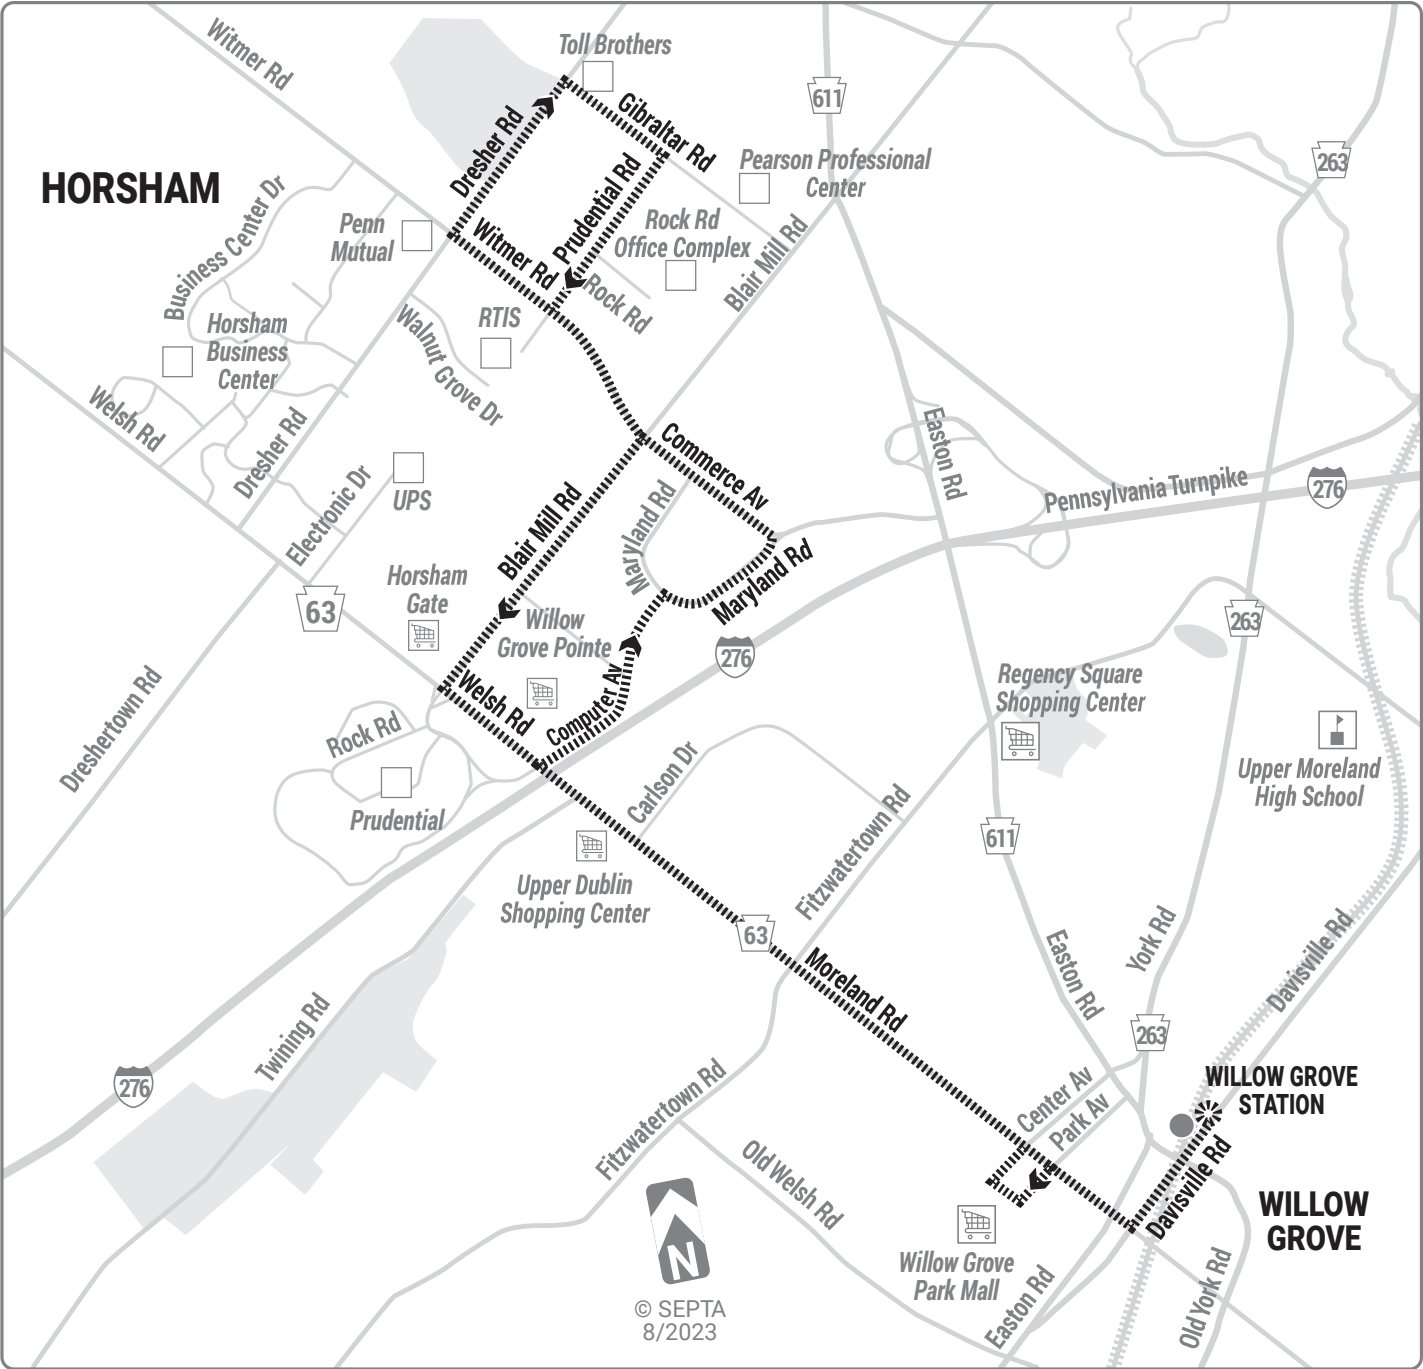 Witmer Rd
Toll Brothers
611
263
Gibraltar Rd
Dresher Rd
Pearson Professional
Center
HORSHAM
Business Center Dr
Penn
Mutual
Prudential Rd
Rock Rd
Office Complex
Witmer Rd
Blair Mill Rd
Rock Rd
RTIS
Walnut Grove Dr
Horsham
Business
Center
Welsh Rd
Dresher Rd
Easton Rd
Commerce Av
Pennsylvania Turnpike
276
Electronic Dr
UPS
Blair Mill Rd
Maryland Rd
Maryland Rd
Horsham
Gate
63
Willow
Grove Pointe
276
263
Regency Square
Shopping Center
Welsh Rd
Computer Av
Dreshertown Rd
Rock Rd
Prudential
Carlson Dr
Upper Moreland
High School
611
Fitzwatertown Rd
Upper Dublin
Shopping Center
63
Moreland Rd
Easton Rd
York Rd
Davisville Rd
Twining Rd
276
263
Fitzwatertown Rd
Center Av
Park Av
WILLOW GROVE
STATION
Old Welsh Rd
Davisville Rd
WILLOW
GROVE
Willow Grove
Park Mall
N
Easton Rd
Old York Rd
© SEPTA
8/2023